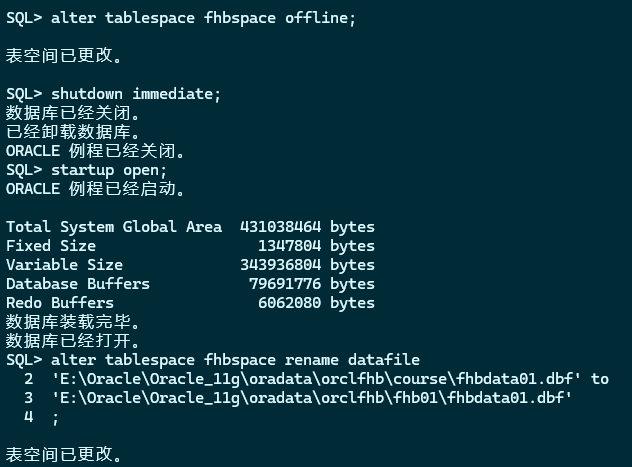 SQL> alter tablespace fhbspace offline;
表空间已更改。
SQL> shutdown immediate;
数据库已经关闭。
已经卸载数据库。
ORACLE 例程已经关闭。
SQL> startup open;
ORACLE 例程已经启动。
Total System Global Area  431038464 bytes
Fixed Size                  1347804 bytes
Variable Size             343936804 bytes
Database Buffers           79691776 bytes
Redo Buffers                6062080 bytes
数据库装载完毕。
数据库已经打开。
SQL> alter tablespace fhbspace rename datafile
  2  'E:\Oracle\Oracle_11g\oradata\orclfhb\course\fhbdata01.dbf' to
  3  'E:\Oracle\Oracle_11g\oradata\orclfhb\fhb01\fhbdata01.dbf'
  4  ;
表空间已更改。